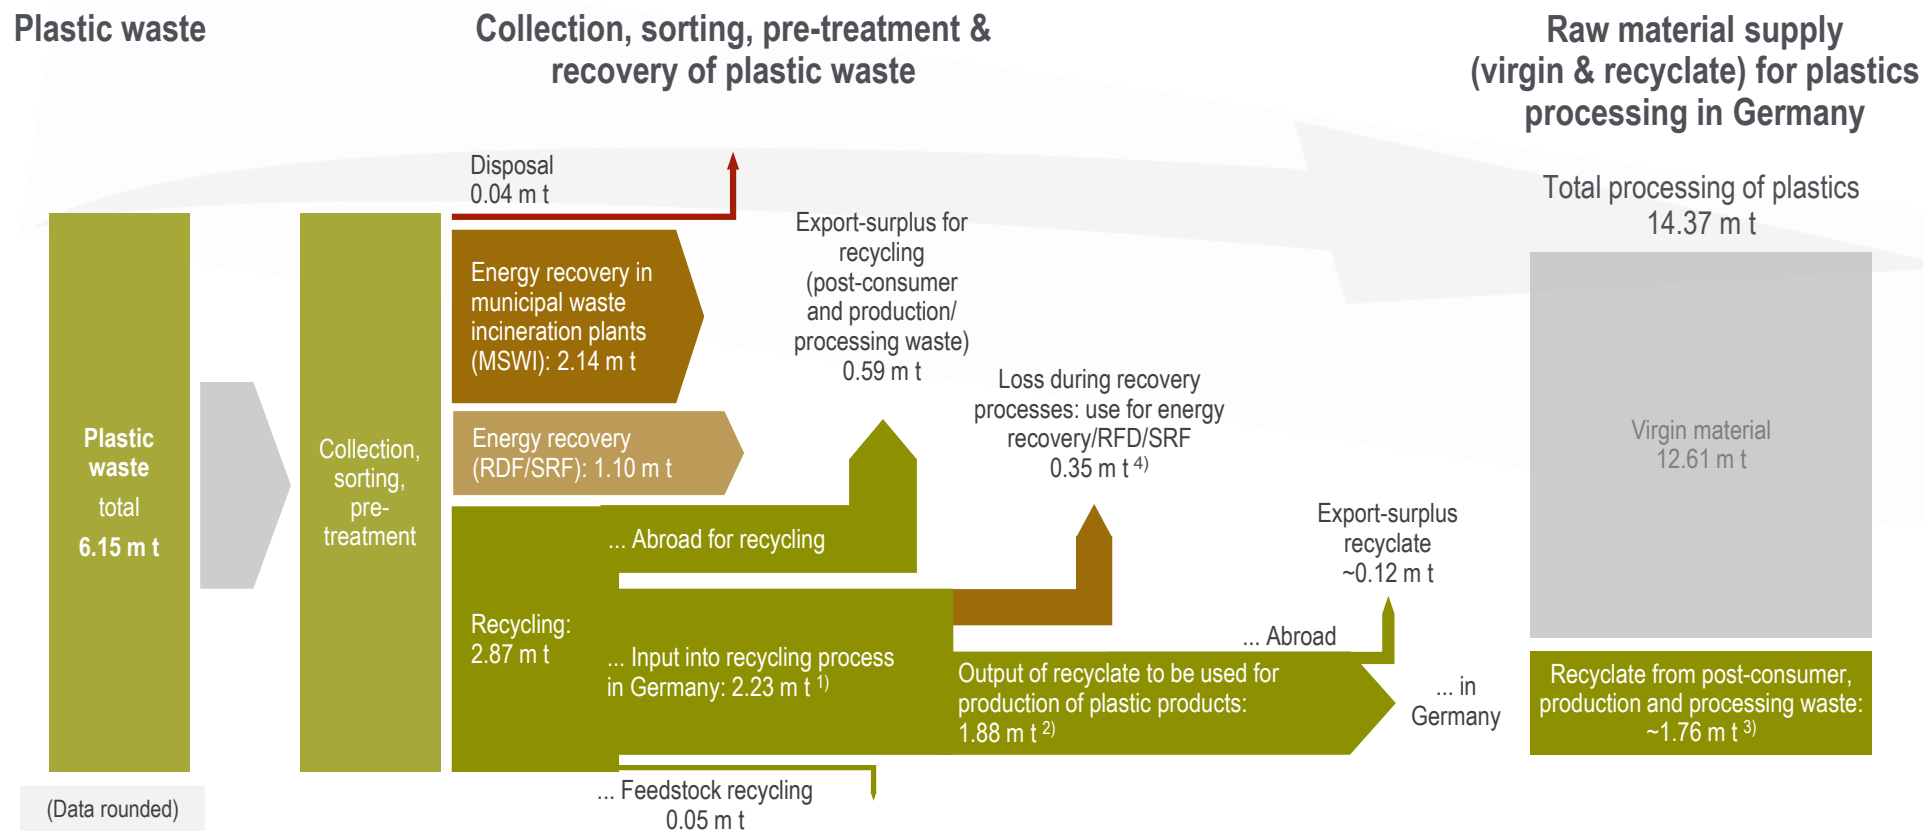 Plastic waste
Collection, sorting, pre-treatment &
recovery of plastic waste
Raw material supply
(virgin & recyclate) for plastics
processing in Germany
Disposal
0.04 m t
Total processing of plastics
14.37 m t
Export-surplus for
recycling
(post-consumer
and production/
processing waste)
0.59 m t
Energy recovery in
municipal waste
incineration plants
(MSWI): 2.14 m t
Loss during recovery
processes: use for energy
recovery/RFD/SRF
0.35 m t 4)
Plastic
waste
total
6.15 m t
Collection,
sorting,
pre-
treatment
Energy recovery
(RDF/SRF): 1.10 m t
Virgin material
12.61 m t
... Abroad for recycling
Export-surplus
recyclate
~0.12 m t
Recycling:
2.87 m t
... Input into recycling process
in Germany: 2.23 m t 1)
... Abroad
Output of recyclate to be used for
production of plastic products:
1.88 m t 2)
... in
Germany
Recyclate from post-consumer,
production and processing waste:
~1.76 m t 3)
... Feedstock recycling
0.05 m t
(Data rounded)